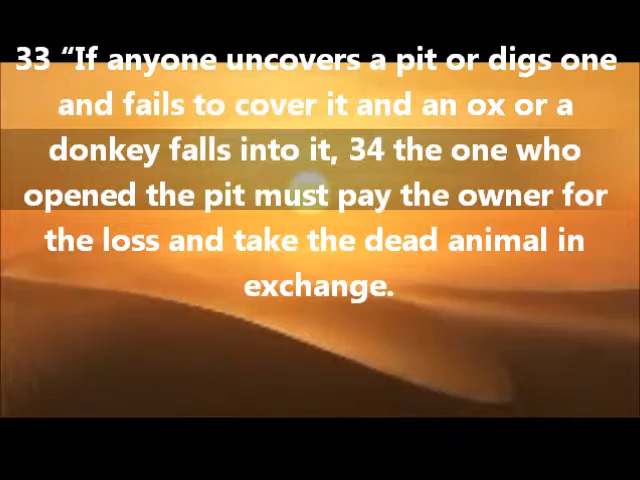 33 “If anyone uncovers a pit or digs one
and fails to cover it and an ox or a
donkey falls into it, 34 the one who
opened the pit must pay the owner for
the loss and take the dead animal in
exchange.